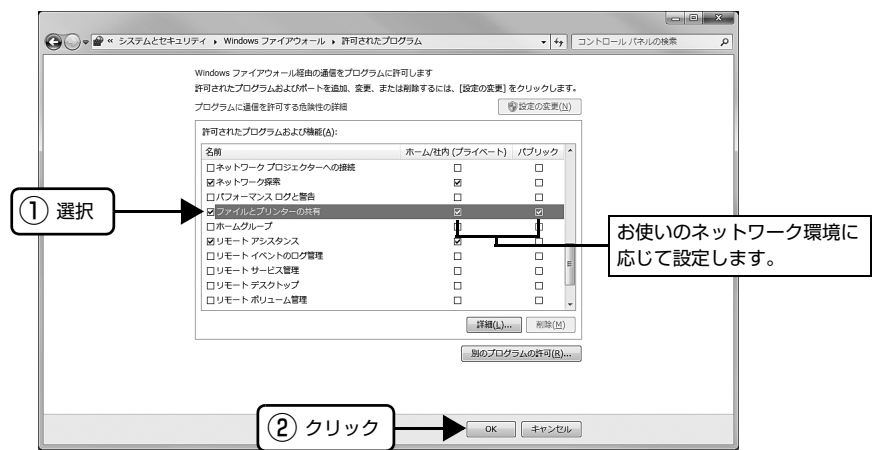 « システムとセキュリティ ▸ Windows ファイアウォール ▸ 許可されたプログラム
コントロール パネルの検索
Windows ファイアウォール経由の通信をプログラムに許可します
許可されたプログラムおよびポートを追加、変更、または削除するには、[設定の変更] をクリックします。
プログラムに通信を許可する危険性の詳細
設定の変更(N)
許可されたプログラムおよび機能(A):
名前 ホーム/社内 (プライベート) パブリック
ネットワーク プロジェクターへの接続
ネットワーク探索
パフォーマンス ログと警告
① 選択
ファイルとプリンターの共有
ホームグループ
リモート アシスタンス
リモート イベントのログ管理
リモート サービス管理
リモート デスクトップ
リモート ボリューム管理
お使いのネットワーク環境に
応じて設定します。
詳細(L)... 削除(M)
別のプログラムの許可(R)...
② クリック
OK キャンセル